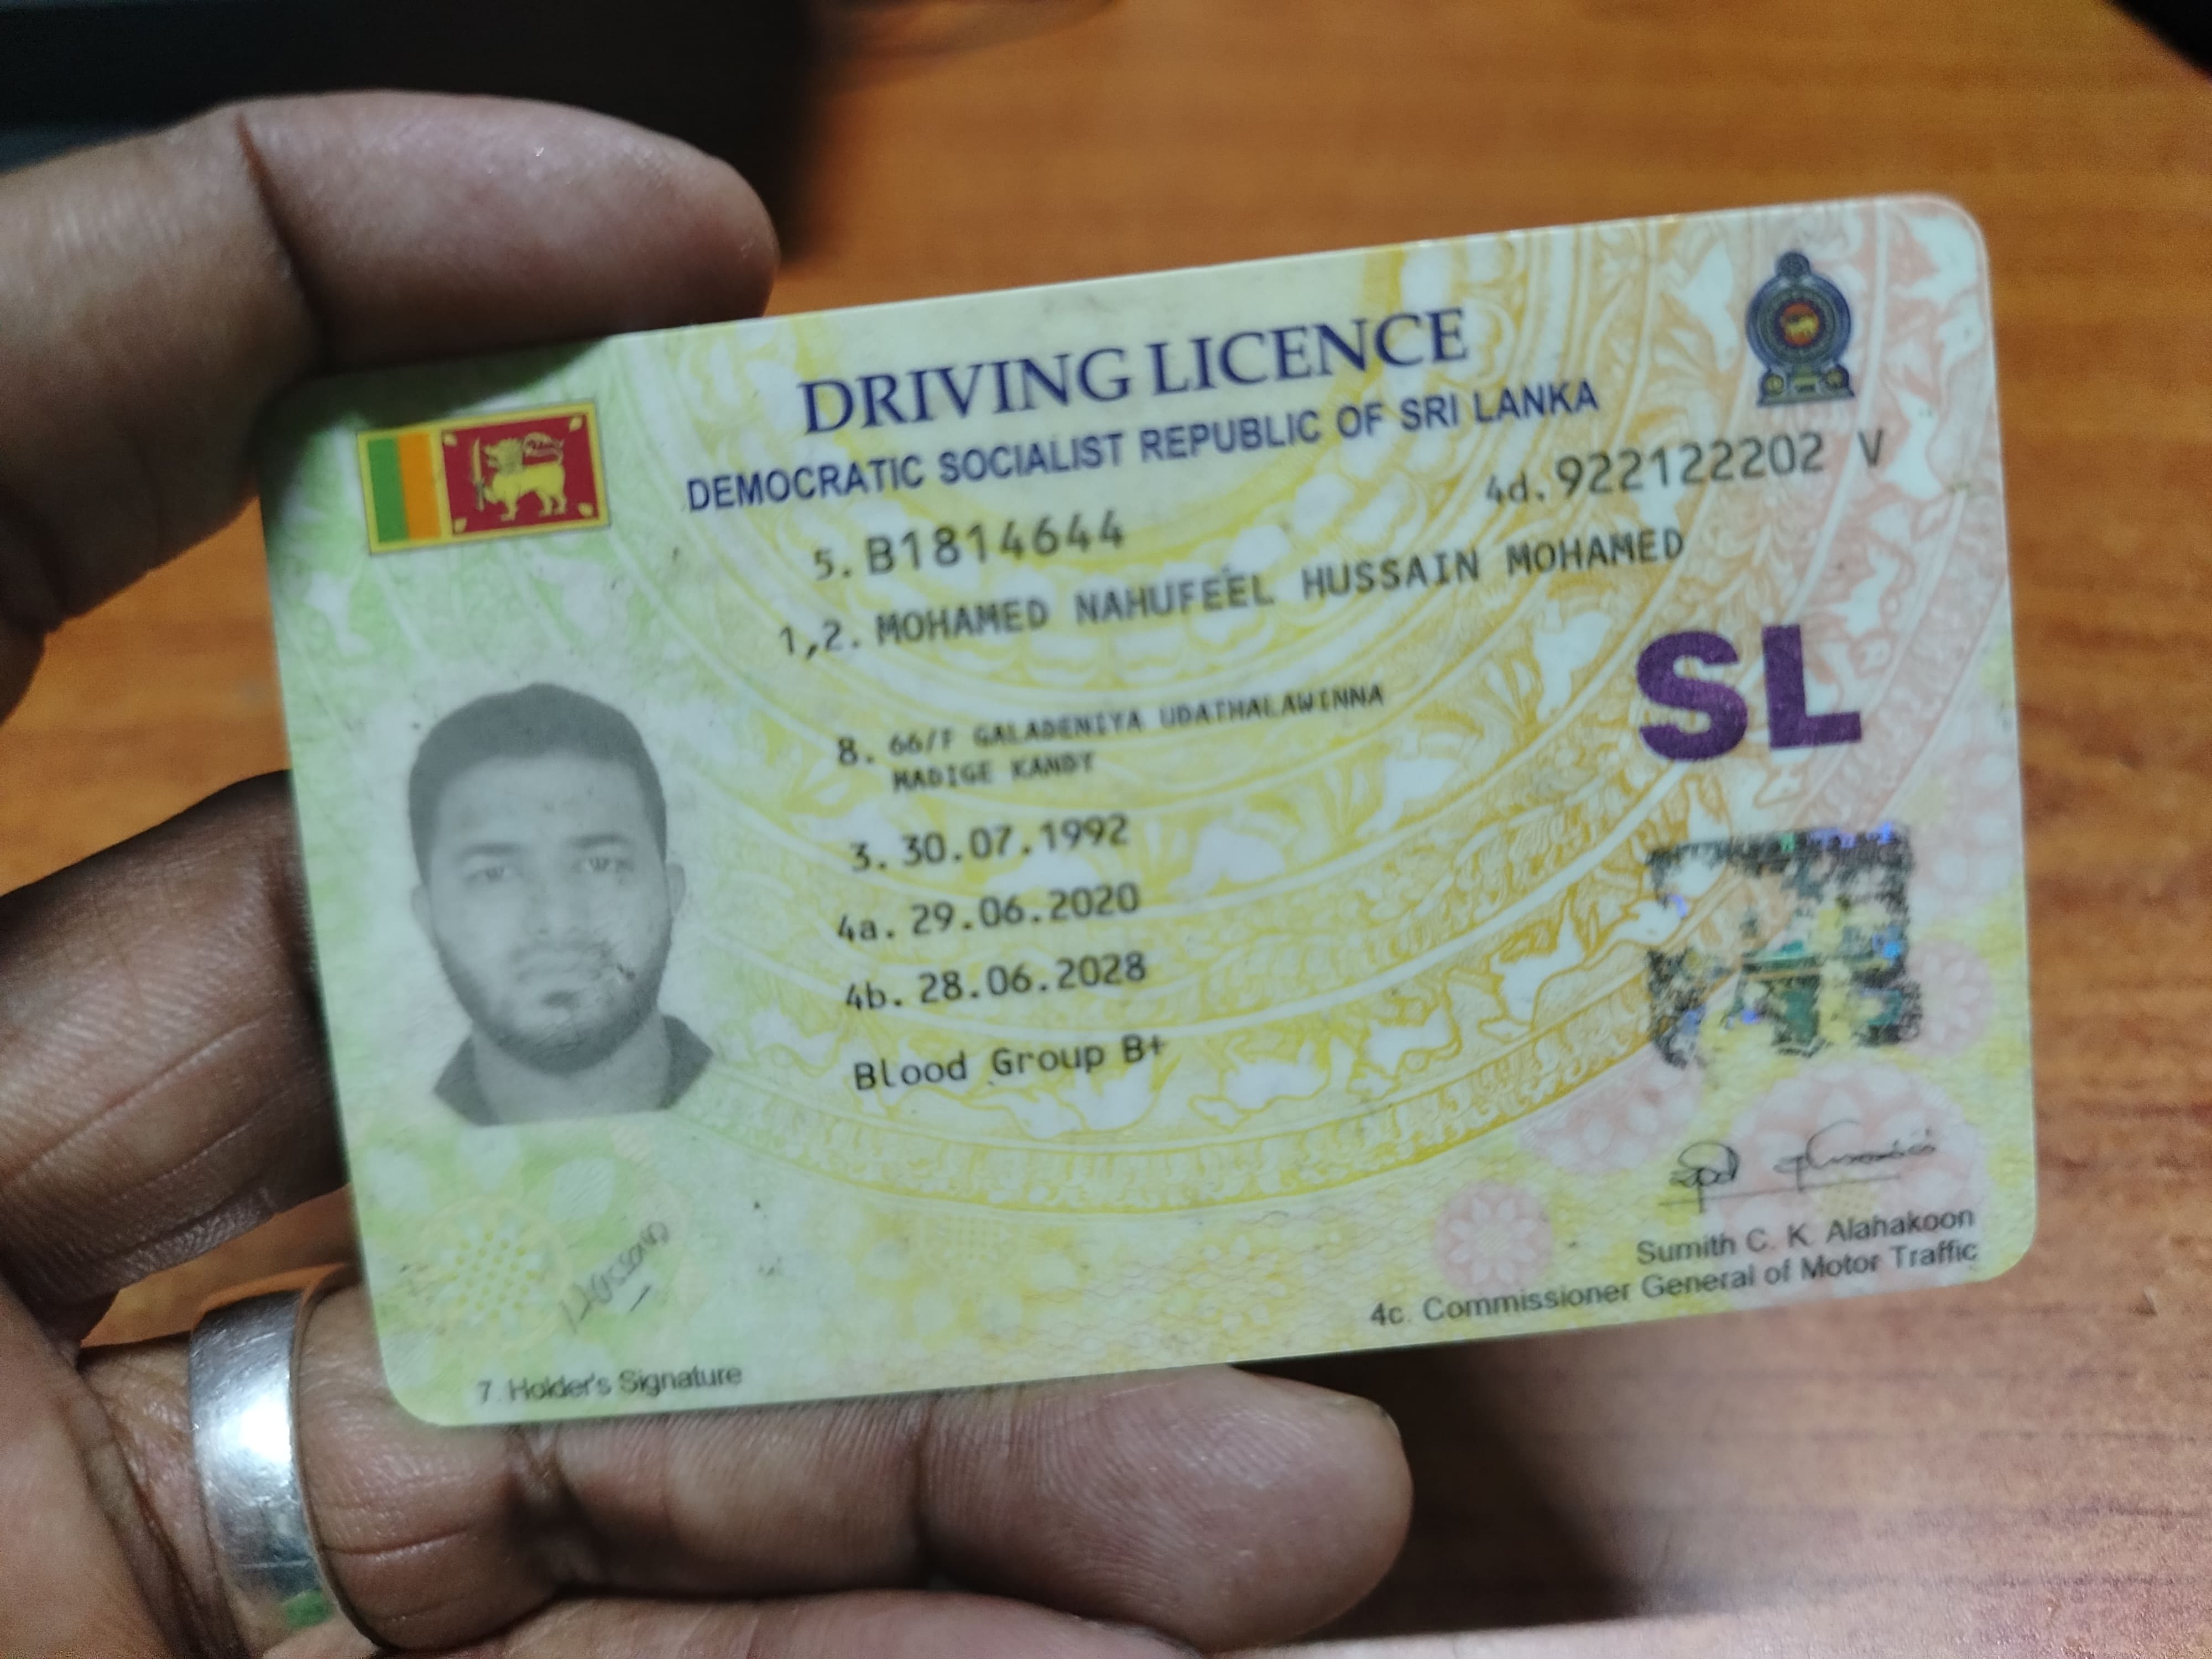 DRIVING LICENCE
DEMOCRATIC SOCIALIST REPUBLIC OF SRI LANKA
4d.922122202 V
5.B1814644
1,2.MOHAMED NAHUFEEL HUSSAIN MOHAMED
SL
8. 66/F GALADENIYA UDATHALAWINNA
MADIGE KANDY
3.30.07.1992
4a.29.06.2020
4b.28.06.2028
Blood Group B+
Sumith C. K. Alahakoon
4c. Commissioner General of Motor Traffic
7. Holder's Signature